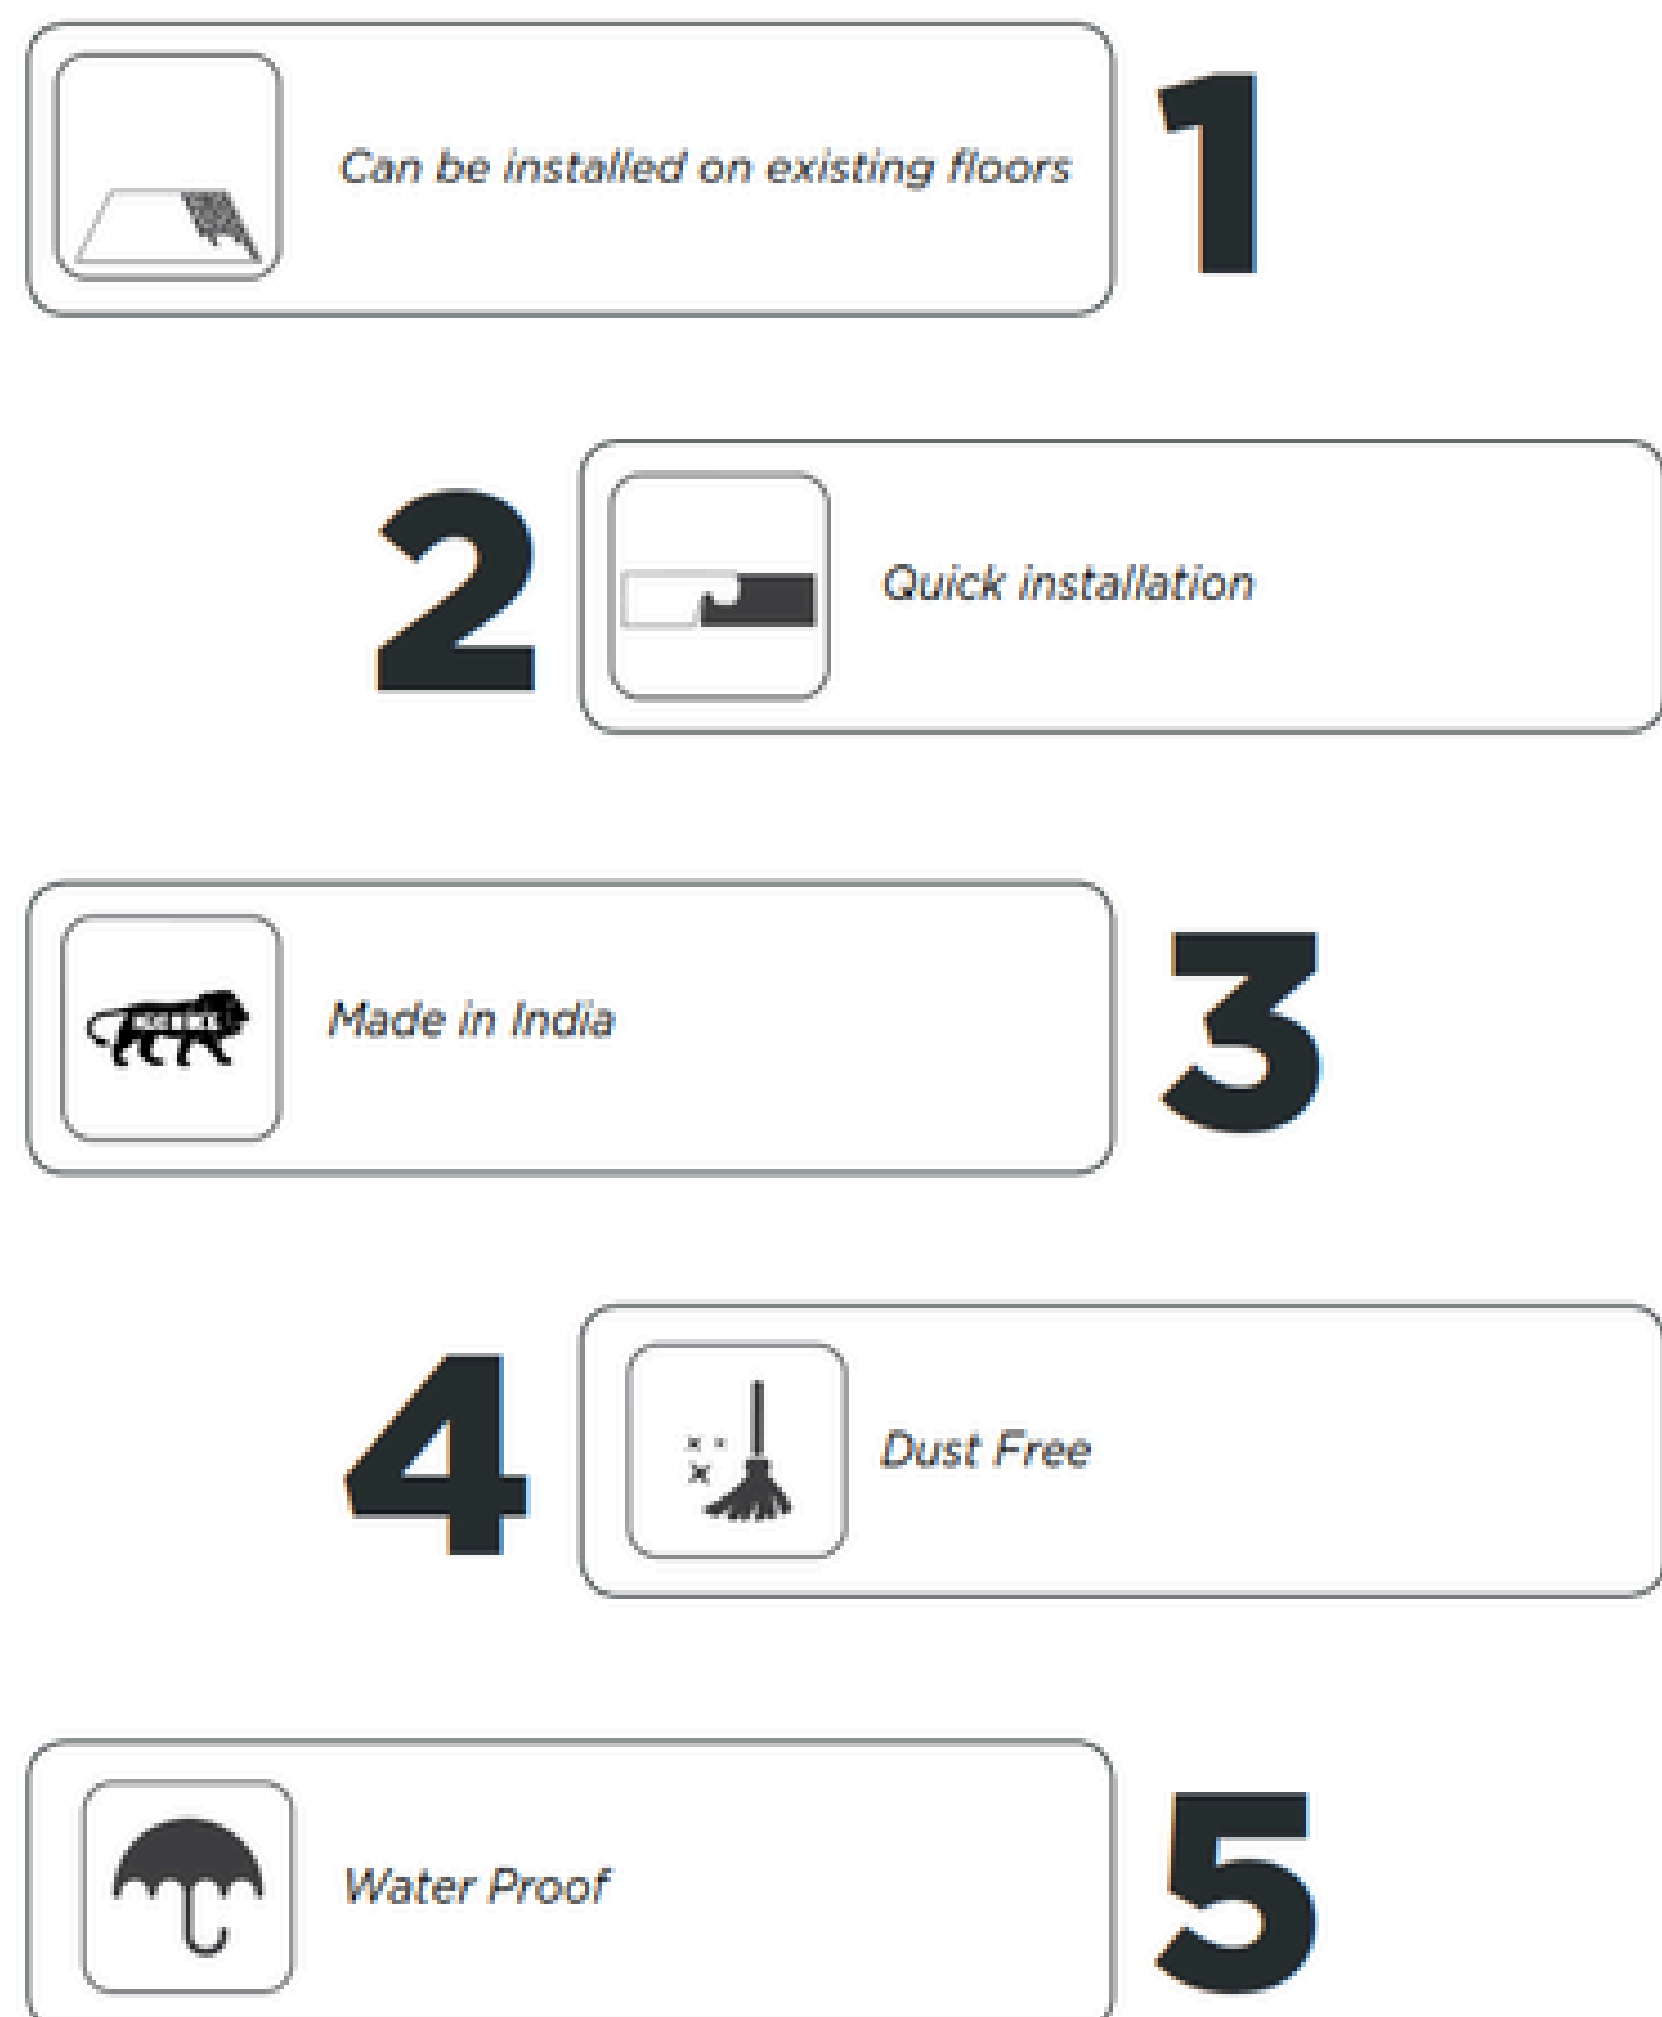 Can be installed on existing floors
1
2
Quick installation
Made in India
3
4
Dust Free
Water Proof
5